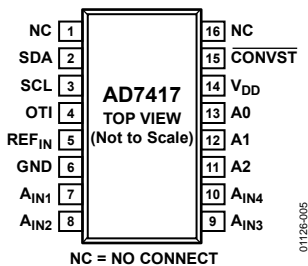 NC 1 16 NC
SDA 2 15 CONVST
SCL 3 14 VDD
OTI 4 AD7417 13 A0
REFIN 5 TOP VIEW 12 A1
GND 6 (Not to Scale) 11 A2
AIN1 7 10 AIN4
AIN2 8 9 AIN3
NC = NO CONNECT
01126-005